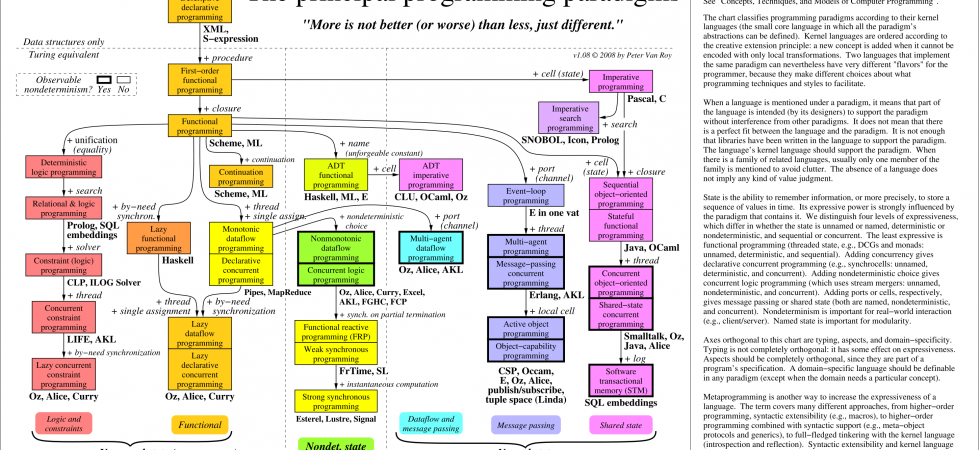 declarative
programming
The principal programming paradigms
"More is not better (or worse) than less, just different."
XML,
S−expression
Data structures only
Turing equivalent
v1.08 © 2008 by Peter Van Roy
+ procedure
Observable
nondeterminism? Yes No
First−order
functional
programming
+ cell (state)
Imperative
programming
Pascal, C
+ closure
Imperative
search
programming
+ search
SNOBOL, Icon, Prolog
Functional
programming
Scheme, ML
+ unification
(equality)
+ continuation
+ name
(unforgeable constant)
+ cell
+ port
(channel)
+ cell
(state)
+ closure
Deterministic
logic programming
Continuation
programming
Scheme, ML
ADT
functional
programming
Haskell, ML, E
ADT
imperative
programming
CLU, OCaml, Oz
Event−loop
programming
E in one vat
Sequential
object−oriented
programming
Stateful
functional
programming
Java, OCaml
+ search
Relational & logic
programming
Prolog, SQL
embeddings
+ by−need
synchron.
+ thread
+ single assign.
+ nondeterministic
choice
+ port
(channel)
+ thread
+ thread
+ solver
Lazy
functional
programming
Haskell
Monotonic
dataflow
programming
Declarative
concurrent
programming
Pipes, MapReduce
Nonmonotonic
dataflow
programming
Concurrent logic
programming
Oz, Alice, Curry, Excel,
AKL, FGHC, FCP
Multi−agent
dataflow
programming
Oz, Alice, AKL
Multi−agent
programming
Message−passing
concurrent
programming
Erlang, AKL
Concurrent
object−oriented
programming
Shared−state
concurrent
programming
Smalltalk, Oz,
Java, Alice
Constraint (logic)
programming
CLP, ILOG Solver
+ thread
+ thread
+ single assignment
+ by−need
+ synchronization
+ synch. on partial termination
+ local cell
+ log
Concurrent
constraint
programming
LIFE, AKL
+ by−need synchronization
Lazy concurrent
constraint
programming
Oz, Alice, Curry
Lazy
dataflow
programming
Lazy
declarative
concurrent
programming
Oz, Alice, Curry
Functional reactive
programming (FRP)
Weak synchronous
programming
FrTime, SL
+ instantaneous computation
Strong synchronous
programming
Esterel, Lustre, Signal
Active object
programming
Object−capability
programming
CSP, Occam,
E, Oz, Alice,
publish/subscribe,
tuple space (Linda)
Software
transactional
memory (STM)
SQL embeddings
Logic and
constraints
Functional
Nondet. state
Dataflow and
message passing
Message passing
Shared state
See "Concepts, Techniques, and Models of Computer Programming".
The chart classifies programming paradigms according to their kernel
languages (the small core language in which all the paradigm's
abstractions can be defined). Kernel languages are ordered according to
the creative extension principle: a new concept is added when it cannot be
encoded with only local transformations. Two languages that implement
the same paradigm can nevertheless have very different "flavors" for the
programmer, because they make different choices about what
programming techniques and styles to facilitate.
When a language is mentioned under a paradigm, it means that part of
the language is intended (by its designers) to support the paradigm
without interference from other paradigms. It does not mean that there
is a perfect fit between the language and the paradigm. It is not enough
that libraries have been written in the language to support the paradigm.
The language's kernel language should support the paradigm. When
there is a family of related languages, usually only one member of the
family is mentioned to avoid clutter. The absence of a language does
not imply any kind of value judgment.
State is the ability to remember information, or more precisely, to store a
sequence of values in time. Its expressive power is strongly influenced by
the paradigm that contains it. We distinguish four levels of expressiveness,
which differ in whether the state is unnamed or named, deterministic or
nondeterministic, and sequential or concurrent. The least expressive is
functional programming (threaded state, e.g., DCGs and monads:
unnamed, deterministic, and sequential). Adding concurrency gives
declarative concurrent programming (e.g., synchrocells: unnamed,
deterministic, and concurrent). Adding nondeterministic choice gives
concurrent logic programming (which uses stream mergers: unnamed,
nondeterministic, and concurrent). Adding ports or cells, respectively,
gives message passing or shared state (both are named, nondeterministic,
and concurrent). Nondeterminism is important for real−world interaction
(e.g., client/server). Named state is important for modularity.
Axes orthogonal to this chart are typing, aspects, and domain−specificity.
Typing is not completely orthogonal: it has some effect on expressiveness.
Aspects should be completely orthogonal, since they are part of a
program's specification. A domain−specific language should be definable
in any paradigm (except when the domain needs a particular concept).
Metaprogramming is another way to increase the expressiveness of a
language. The term covers many different approaches, from higher−order
programming, syntactic extensibility (e.g., macros), to higher−order
programming combined with syntactic support (e.g., meta−object
protocols and generics), to full−fledged tinkering with the kernel language
(introspection and reflection). Syntactic extensibility and kernel language